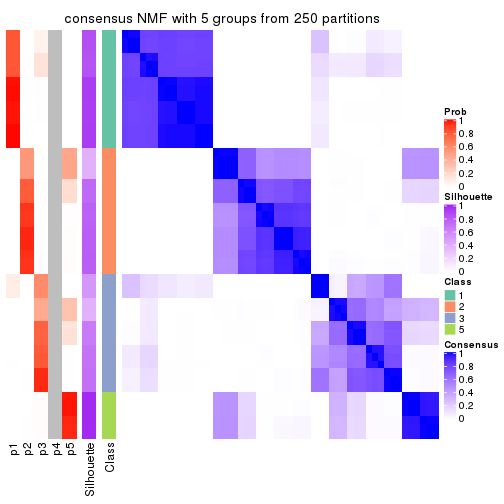 consensus NMF with 5 groups from 250 partitions
Prob
1
0.8
0.6
0.4
0.2
0
Silhouette
1
0.8
0.6
0.4
0.2
0
Class
1
2
3
5
Consensus
1
0.8
0.6
0.4
0.2
0
p1
p2
p3
p4
p5
Silhouette
Class